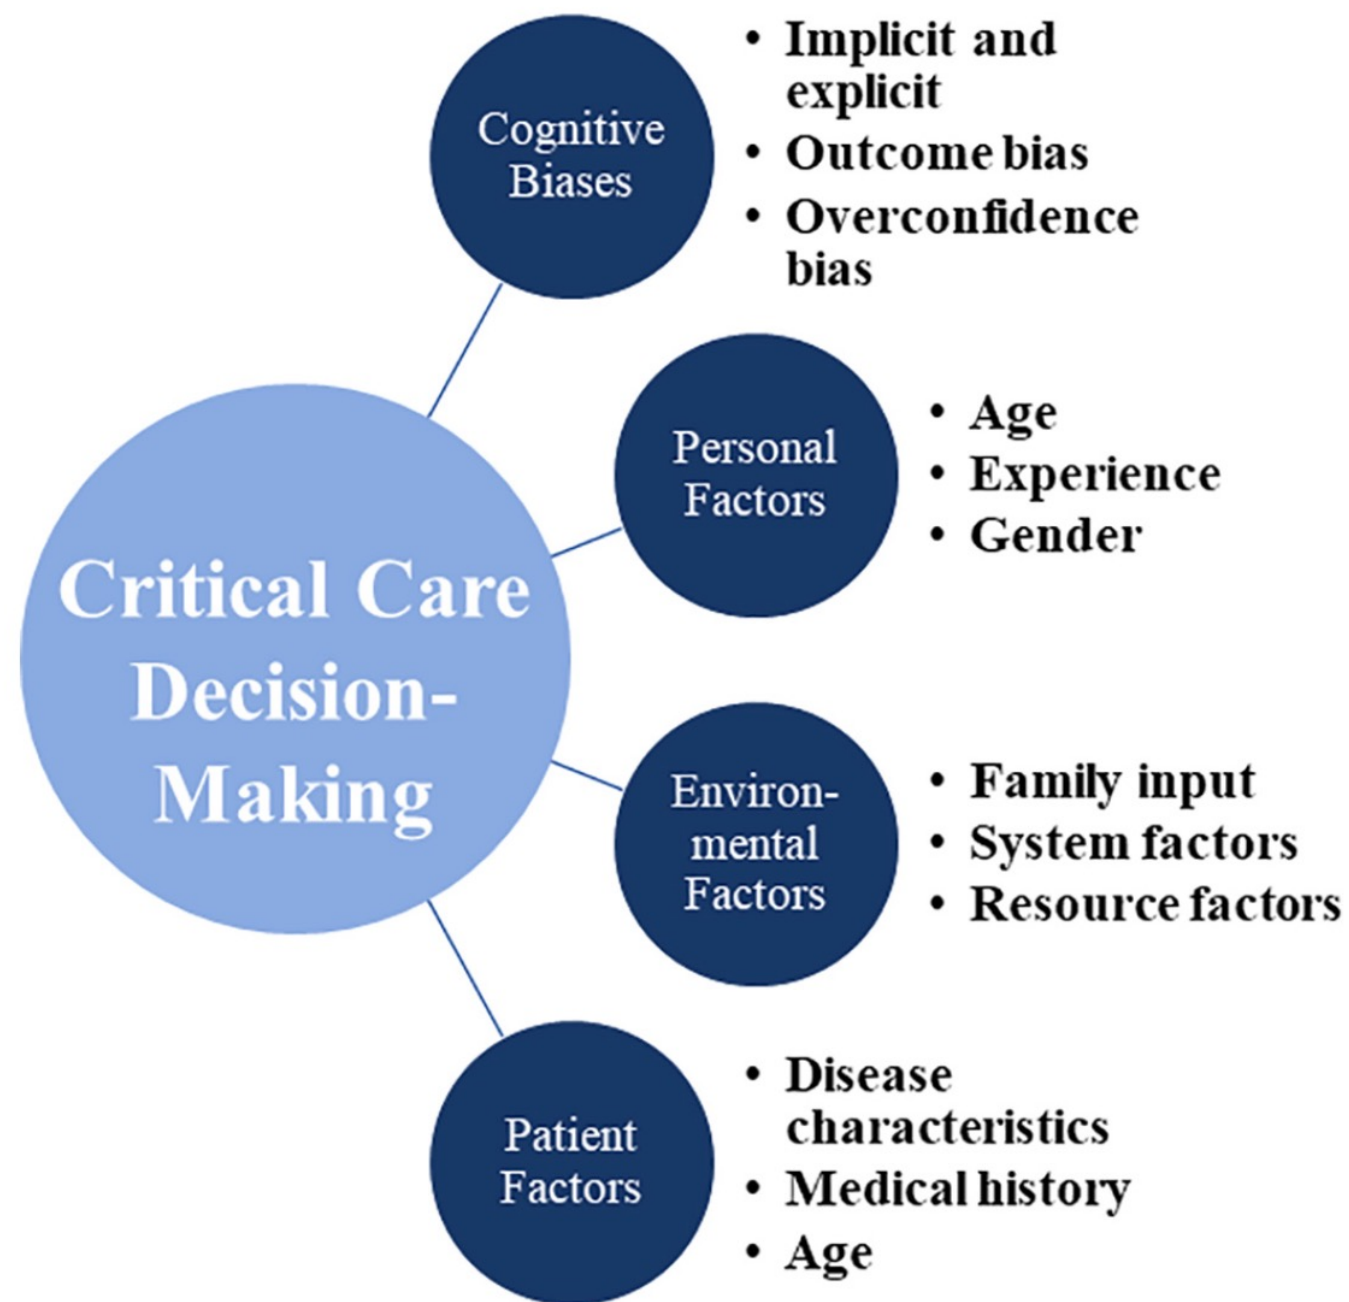 Cognitive
Biases
• Implicit and
explicit
• Outcome bias
• Overconfidence
bias
Personal
Factors
• Age
• Experience
• Gender
Critical Care
Decision-
Making
Environ-
mental
Factors
• Family input
• System factors
• Resource factors
Patient
Factors
• Disease
characteristics
• Medical history
• Age